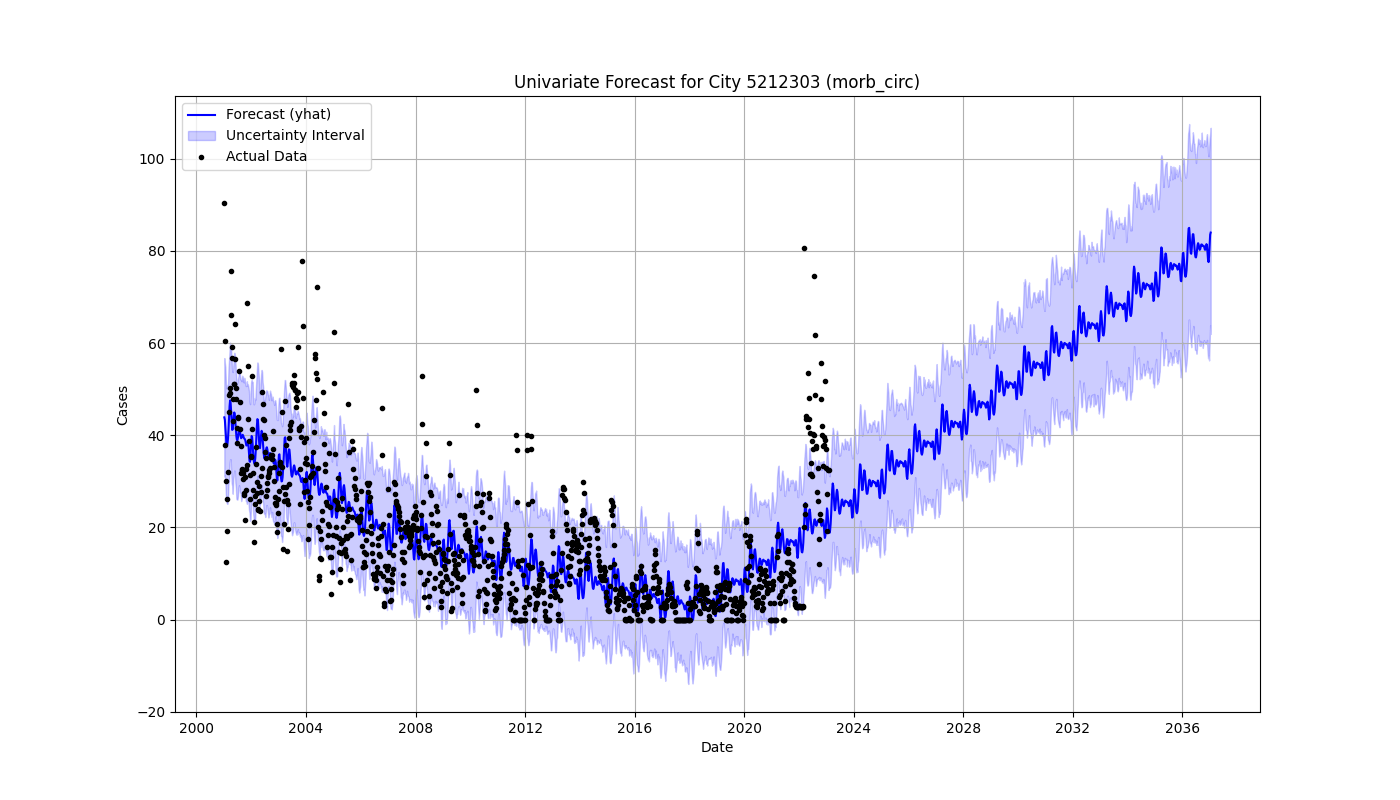 Univariate Forecast for City 5212303 (morb_circ)
Forecast (yhat)
Uncertainty Interval
Actual Data
100
80
60
40
20
0
−20
Cases
2000 2004 2008 2012 2016 2020 2024 2028 2032 2036
Date